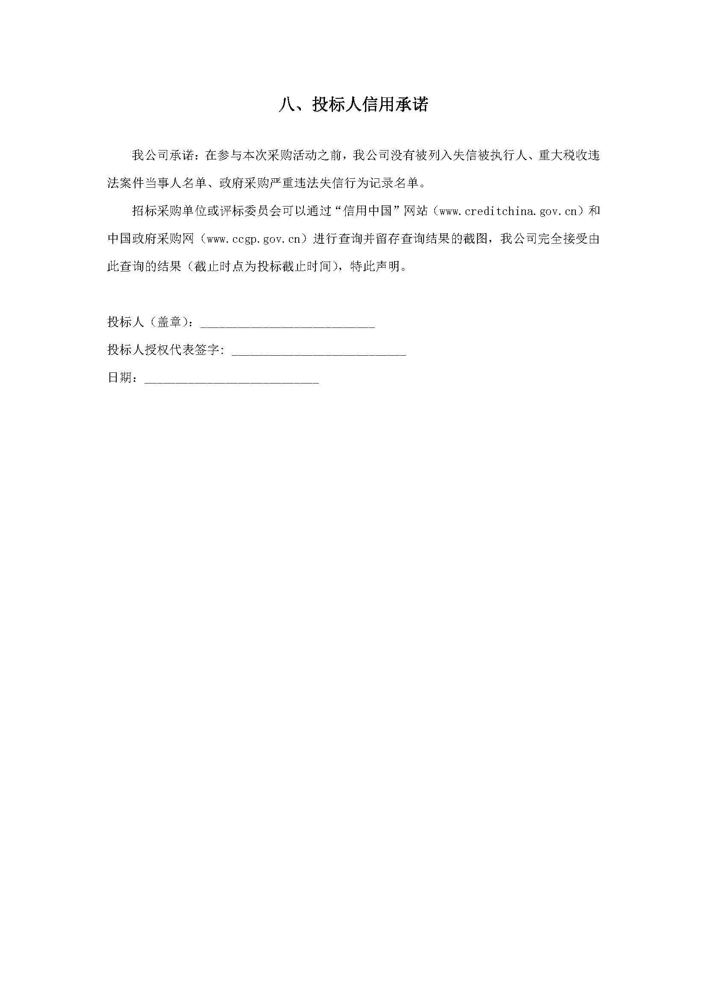 八、投标人信用承诺
我公司承诺：在参与本次采购活动之前，我公司没有被列入失信被执行人、重大税收违
法案件当事人名单、政府采购严重违法失信行为记录名单。
招标采购单位或评标委员会可以通过“信用中国”网站（www.creditchina.gov.cn）和
中国政府采购网（www.ccgp.gov.cn）进行查询并留存查询结果的截图，我公司完全接受由
此查询的结果（截止时点为投标截止时间），特此声明。
投标人（盖章）：____________________________
投标人授权代表签字：____________________________
日期：____________________________